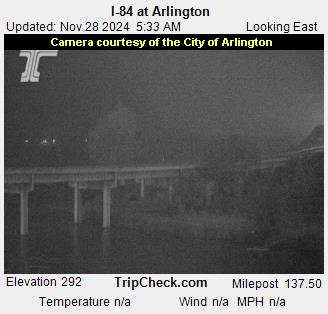 I-84 at Arlington
Updated: Nov 28 2024 5:33 AM Looking East
Camera courtesy of the City of Arlington
Elevation 292 TripCheck.com Milepost 137.50
Temperature n/a Wind n/a MPH n/a